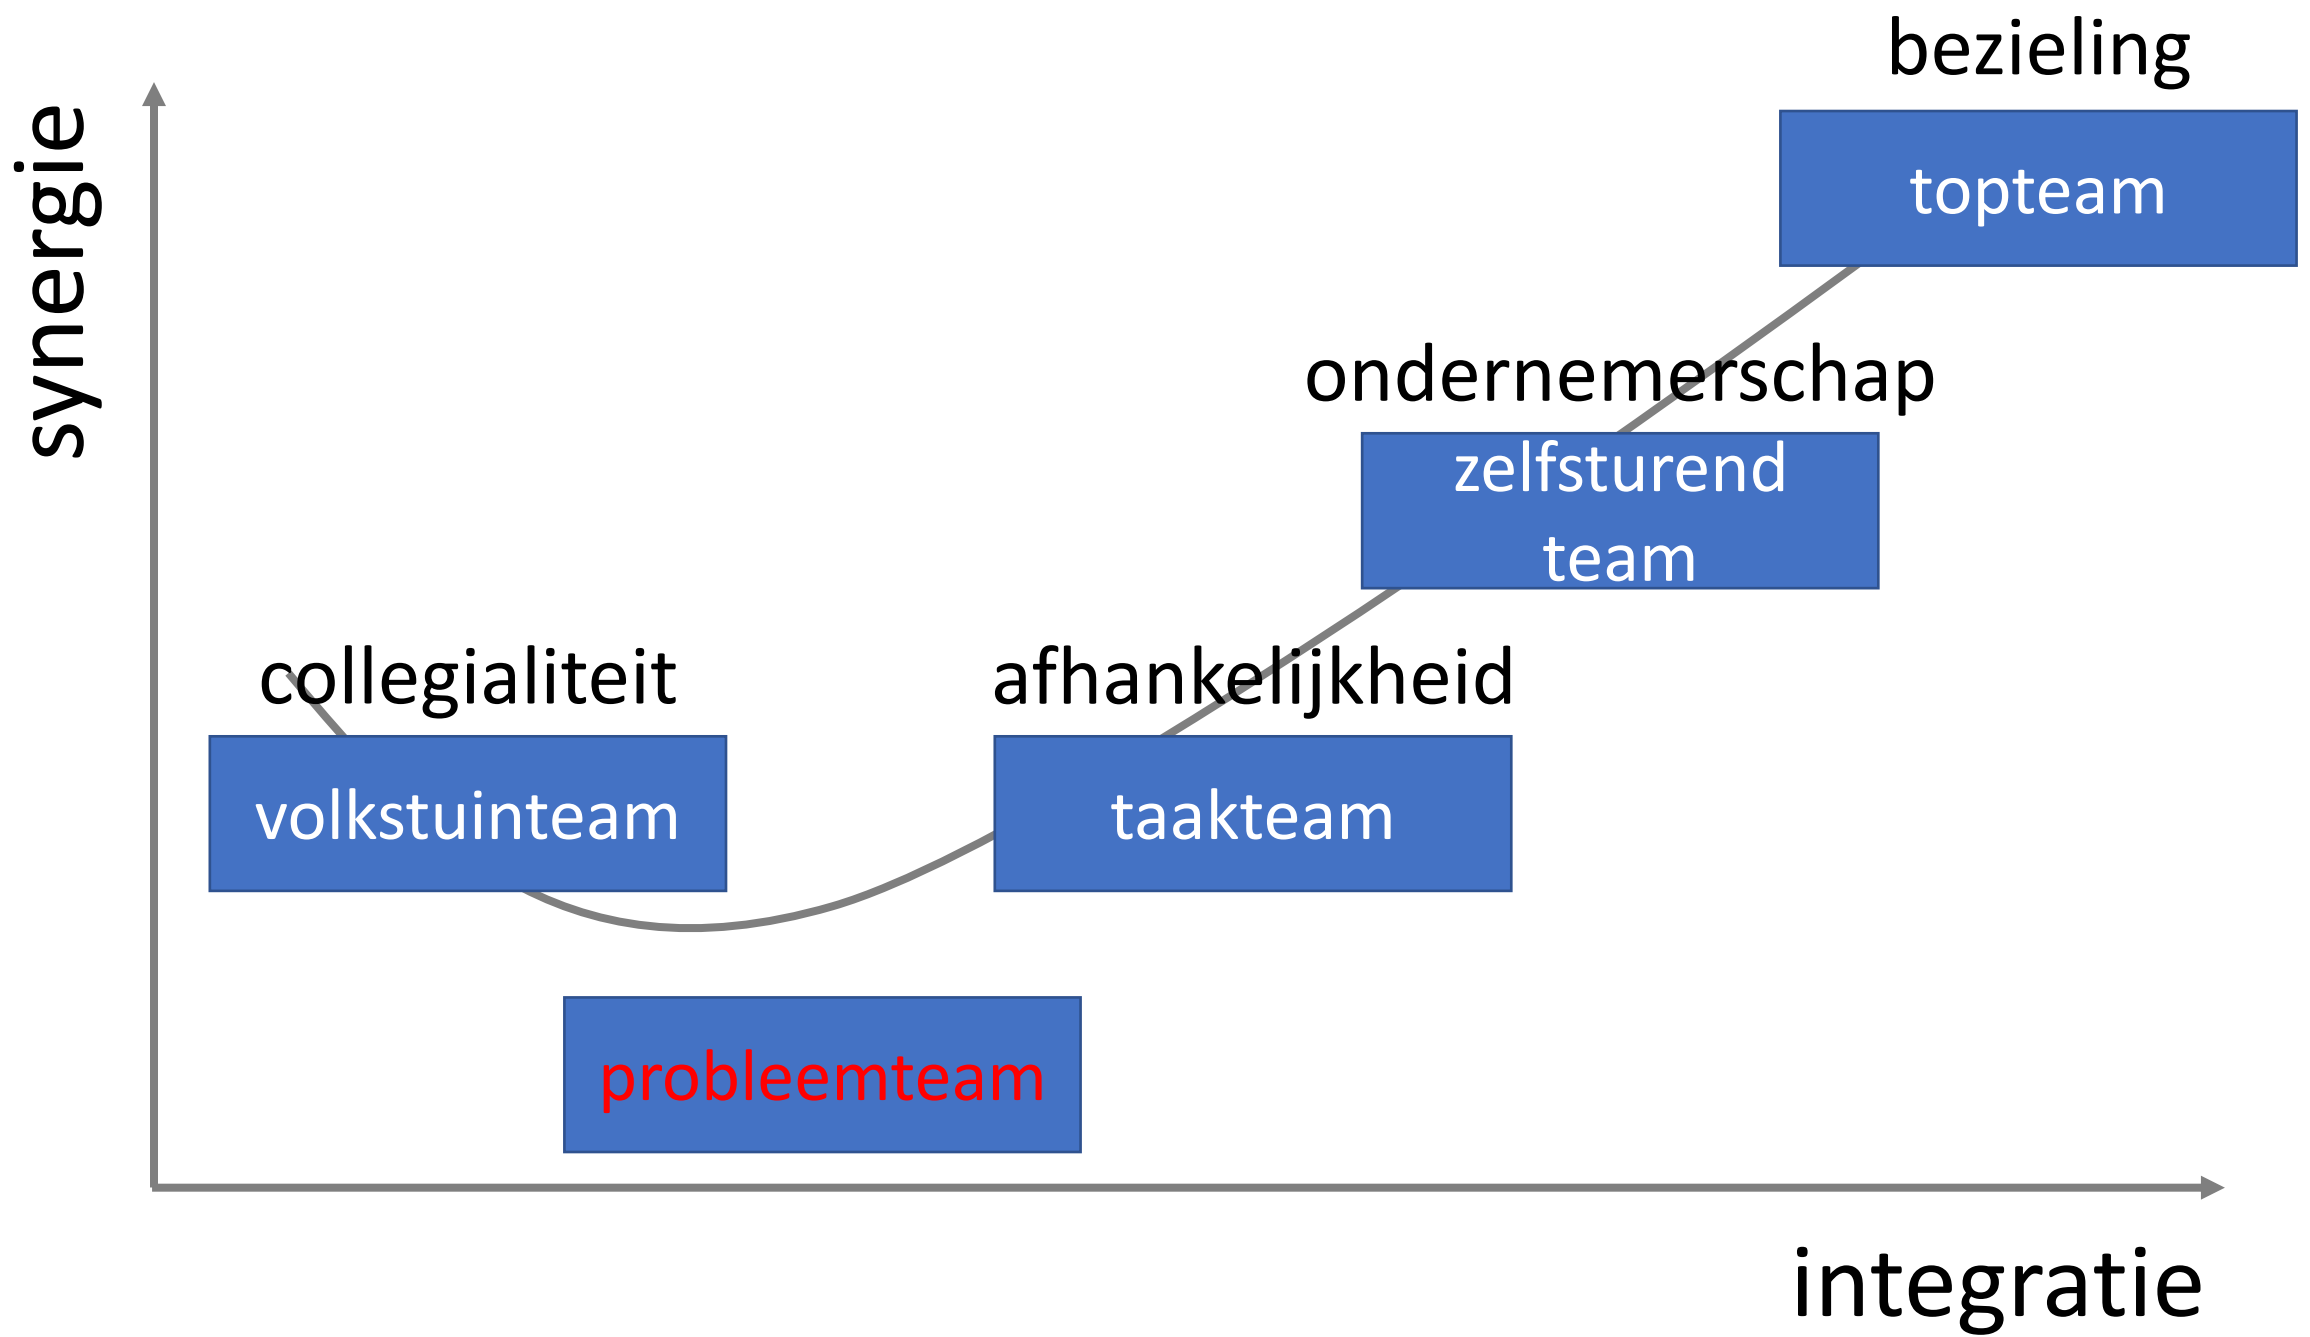 bezieling
topteam
synergie
ondernemerschap
zelfsturend
team
collegialiteit
volkstuinteam
afhankelijkheid
taakteam
probleemteam
integratie